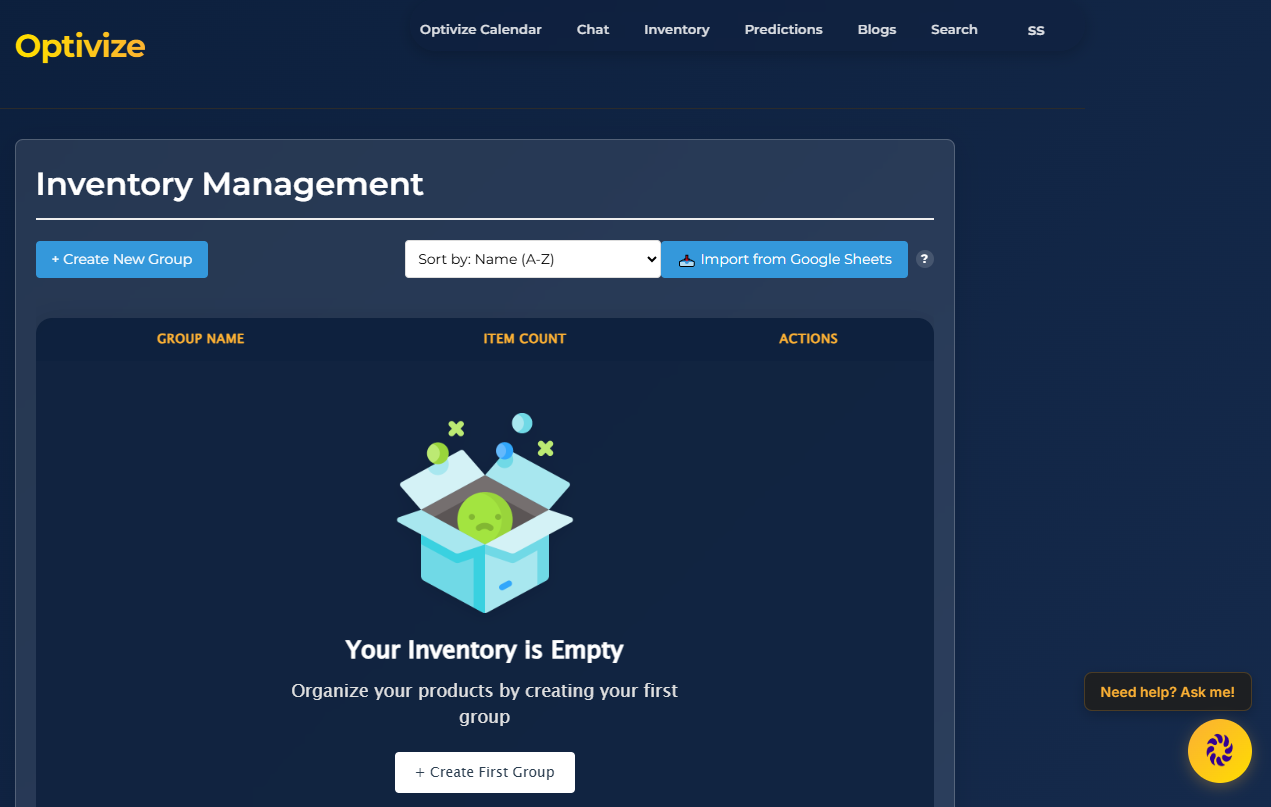 Optivize
Optivize Calendar Chat Inventory Predictions Blogs Search SS
Inventory Management
+ Create New Group
Sort by: Name (A-Z)
Import from Google Sheets
?
GROUP NAME ITEM COUNT ACTIONS
Your Inventory is Empty
Organize your products by creating your first
group
+ Create First Group
Need help? Ask me!